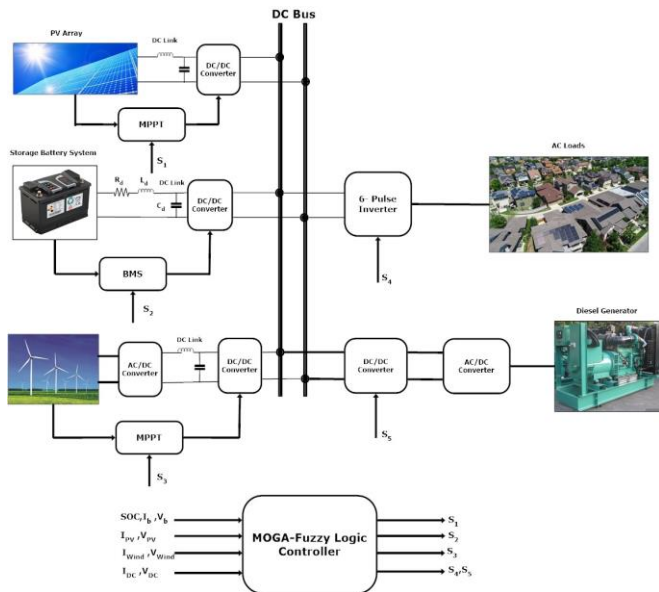 DC Bus
PV Array
DC Link
DC/DC
Converter
MPPT
S1
Storage Battery System
Rd
Ld
DC Link
Cd
DC/DC
Converter
BMS
S2
6- Pulse
Inverter
S4
AC Loads
AC/DC
Converter
DC Link
DC/DC
Converter
MPPT
S3
DC/DC
Converter
S5
AC/DC
Converter
Diesel Generator
SOC,Ib ,Vb
IPV ,VPV
IWind,VWind
IDC ,VDC
MOGA-Fuzzy Logic
Controller
S1
S2
S3
S4,S5